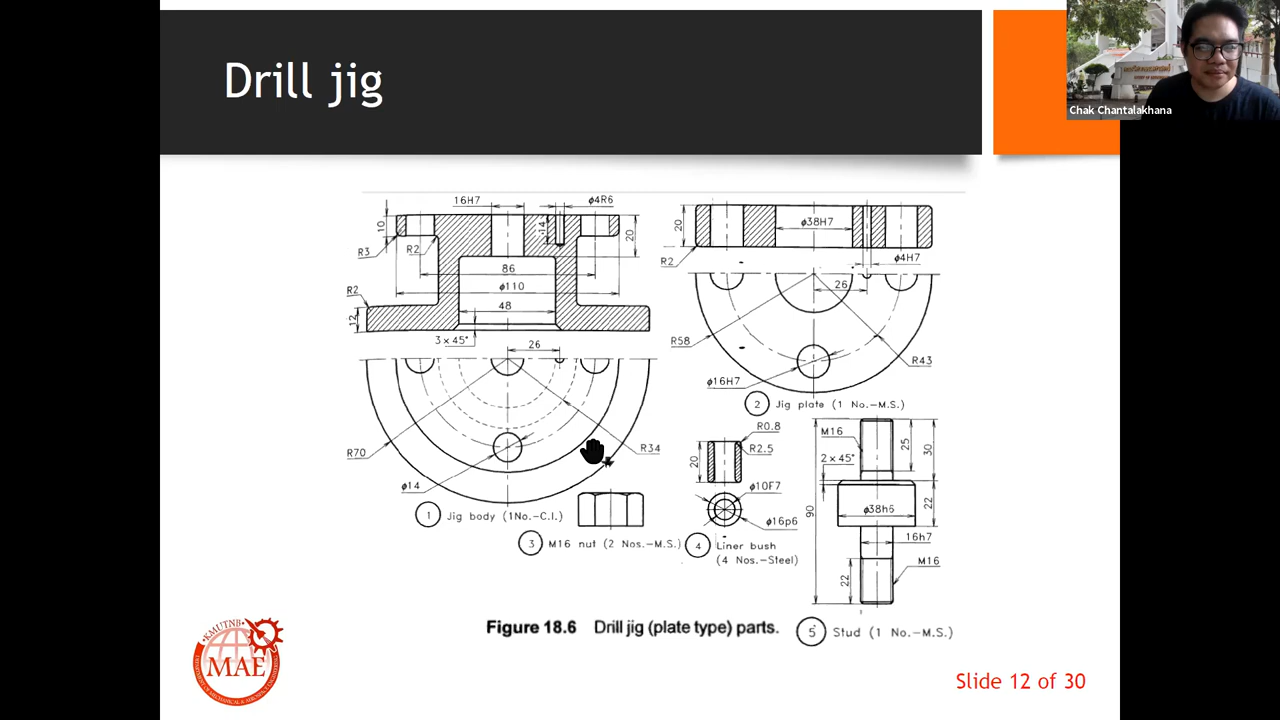 Drill jig
Chak Chantalakhana
16H7
ϕ4R6
10
14
20
R3
R2
86
ϕ110
R2
48
12
3 x 45°
26
R70
R34
ϕ14
1 Jig body (1No.-C.I.)
3 M16 nut (2 Nos.-M.S.)
20
ϕ38H7
R2
ϕ4H7
26
R58
R43
ϕ16H7
2 Jig plate (1 No.-M.S.)
R0.8
R2.5
20
ϕ10F7
ϕ16p6
4 Liner bush
(4 Nos.-Steel)
M16
25
30
2 x 45°
90
ϕ38h6
22
16h7
22
M16
5 Stud (1 No.-M.S.)
Figure 18.6 Drill jig (plate type) parts.
KMUTNB
MAE
Slide 12 of 30